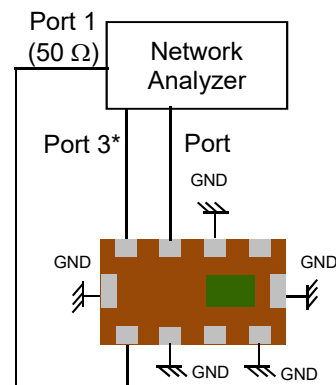 Port 1
(50 Ω)
Network
Analyzer
Port 3*
Port
GND
GND
GND
GND
GND